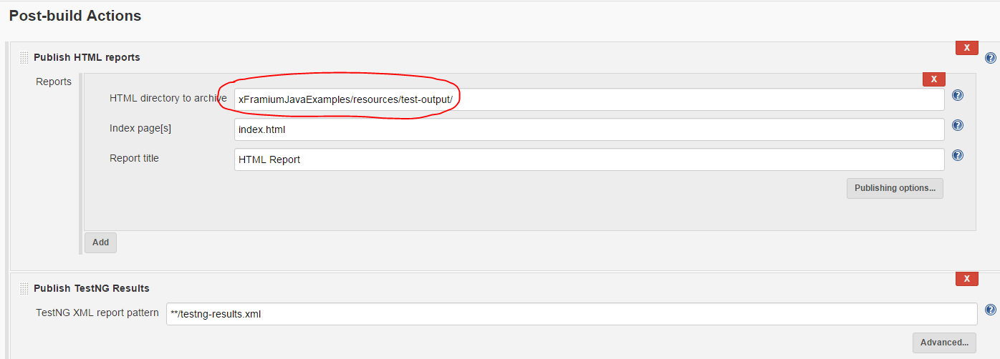 Post-build Actions
X
Publish HTML reports
?
Reports
X
HTML directory to archive xFramiumJavaExamples/resources/test-output/ ?
Index page[s] index.html ?
Report title HTML Report ?
Publishing options...
Add
X
Publish TestNG Results
TestNG XML report pattern **/testng-results.xml ?
Advanced...